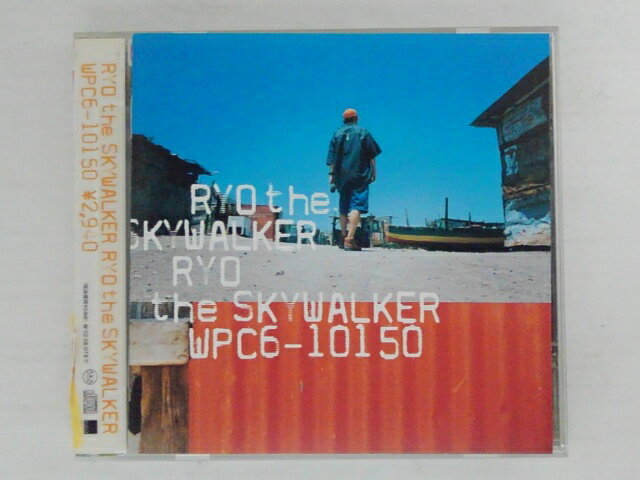 RYO the SKYWALKER RYO the SKYWALKER
WPC6-10150 ¥2,940
RYO the
SKYWALKER
RYO
the SKYWALKER
WPC6-10150